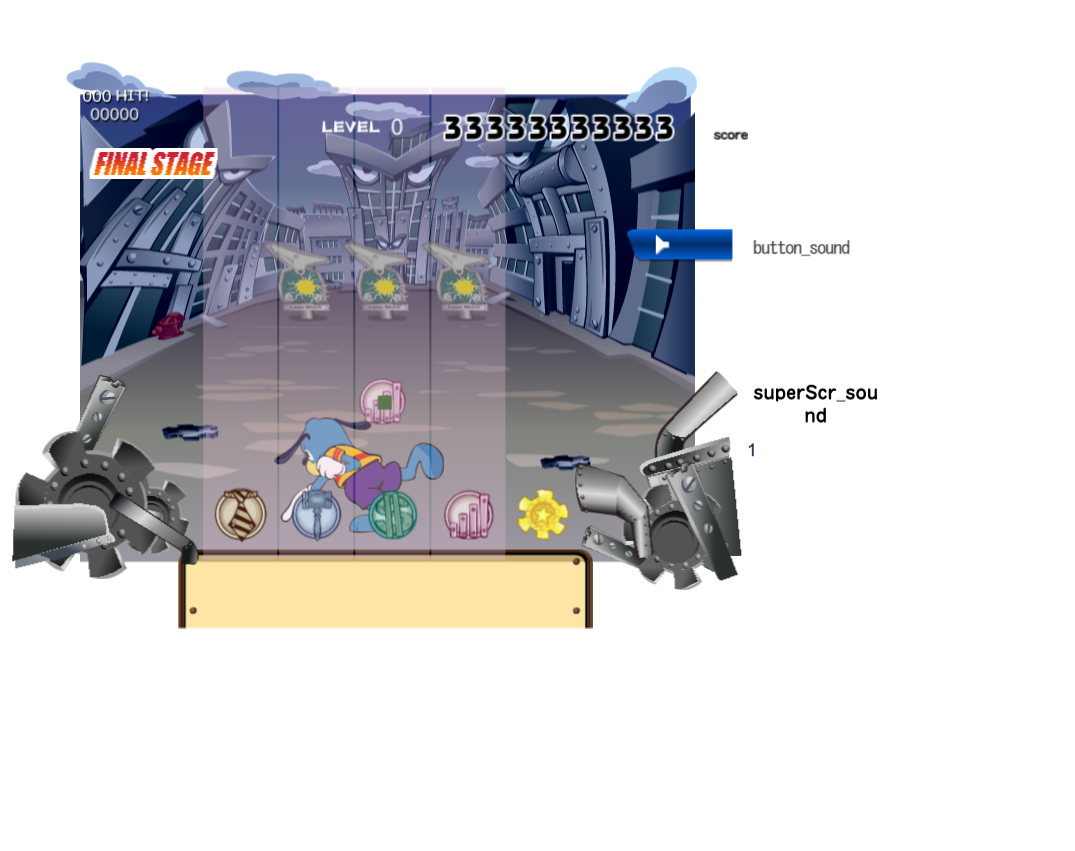 000 HIT!
00000
LEVEL 0
33333333333
score
FINAL STAGE
button_sound
superScr_sou
nd
1